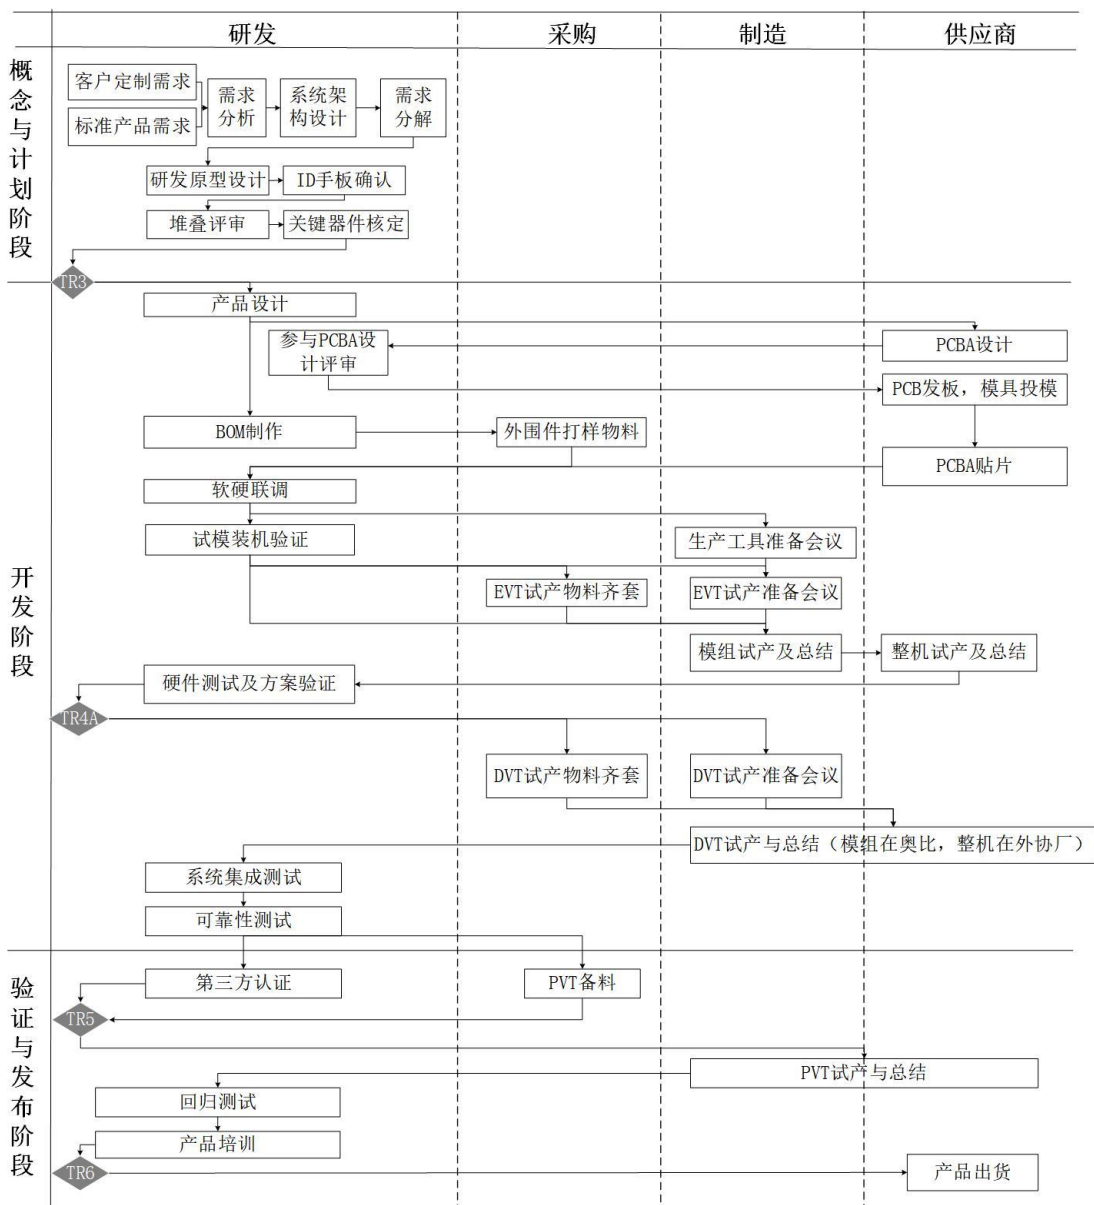 研发
采购
制造
供应商
概念与计划阶段
客户定制需求
标准产品需求
需求
分析
系统架
构设计
需求
分解
研发原型设计
ID手板确认
堆叠评审
关键器件核定
TR3
开发阶段
产品设计
参与PCBA设
计评审
PCBA设计
PCB发板，模具投模
BOM制作
外围件打样物料
PCBA贴片
软硬联调
试模装机验证
生产工具准备会议
EVT试产物料齐套
EVT试产准备会议
模组试产及总结
整机试产及总结
硬件测试及方案验证
TR4A
DVT试产物料齐套
DVT试产准备会议
DVT试产与总结（模组在奥比，整机在外协厂）
系统集成测试
可靠性测试
验证与发布阶段
第三方认证
PVT备料
TR5
PVT试产与总结
回归测试
产品培训
TR6
产品出货